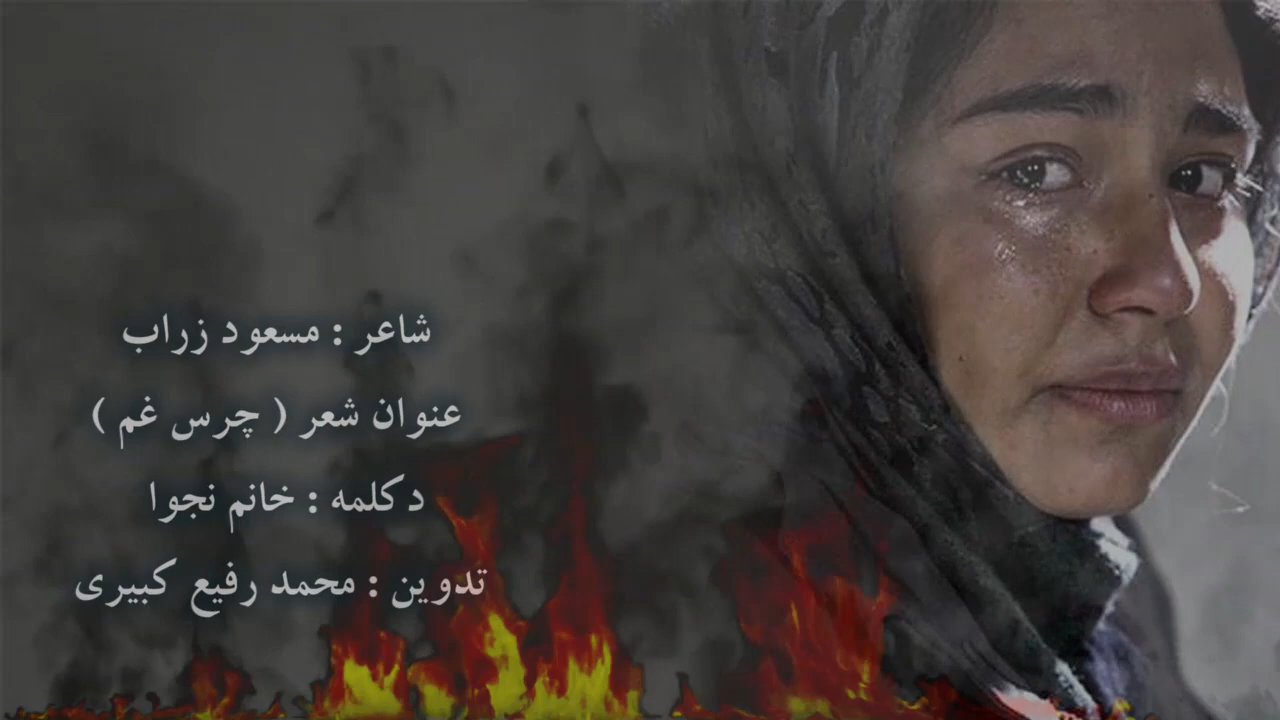 شاعر : مسعود زراب
عنوان شعر ( چرس غم )
دکلمه : خانم نجوا
تدوین : محمد رفیع کبیری